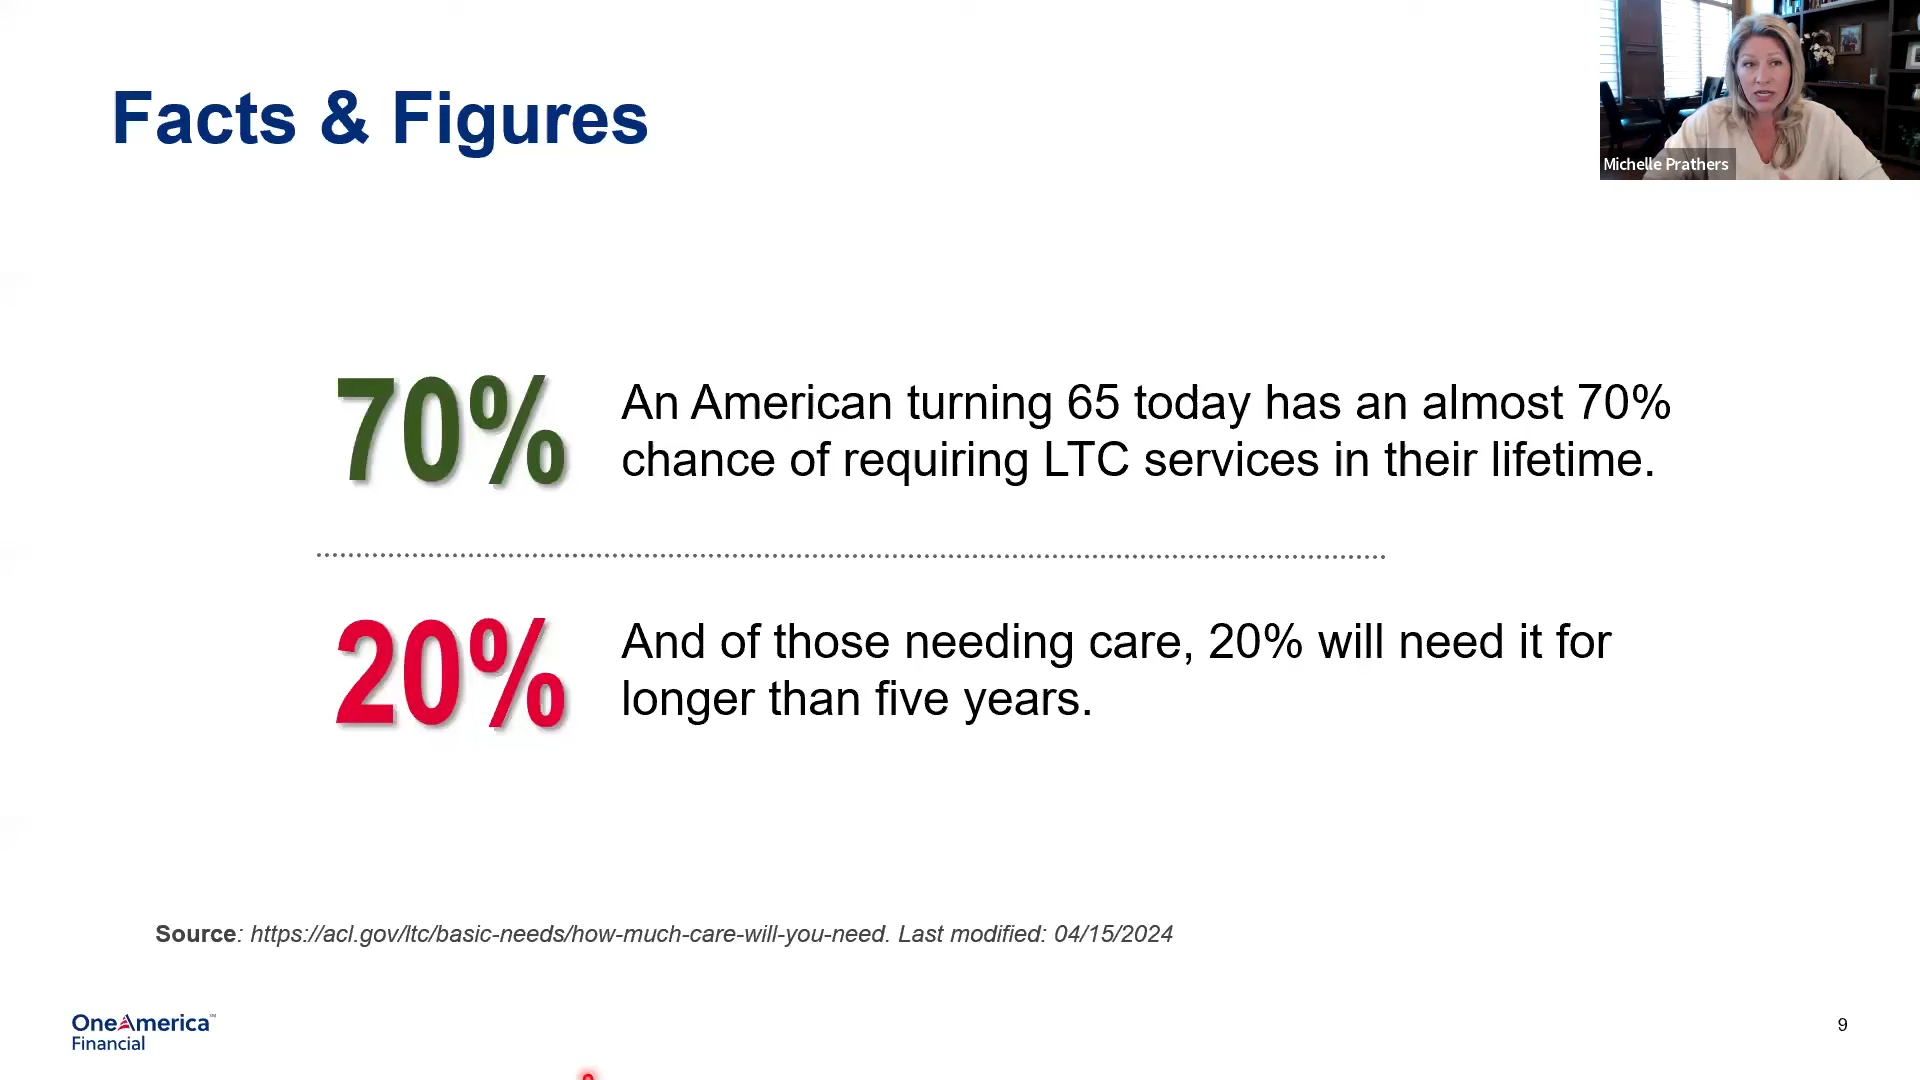 Facts & Figures
Michelle Prathers
70%
An American turning 65 today has an almost 70%
chance of requiring LTC services in their lifetime.
20%
And of those needing care, 20% will need it for
longer than five years.
Source: https://acl.gov/ltc/basic-needs/how-much-care-will-you-need. Last modified: 04/15/2024
OneAmerica℠
Financial
9